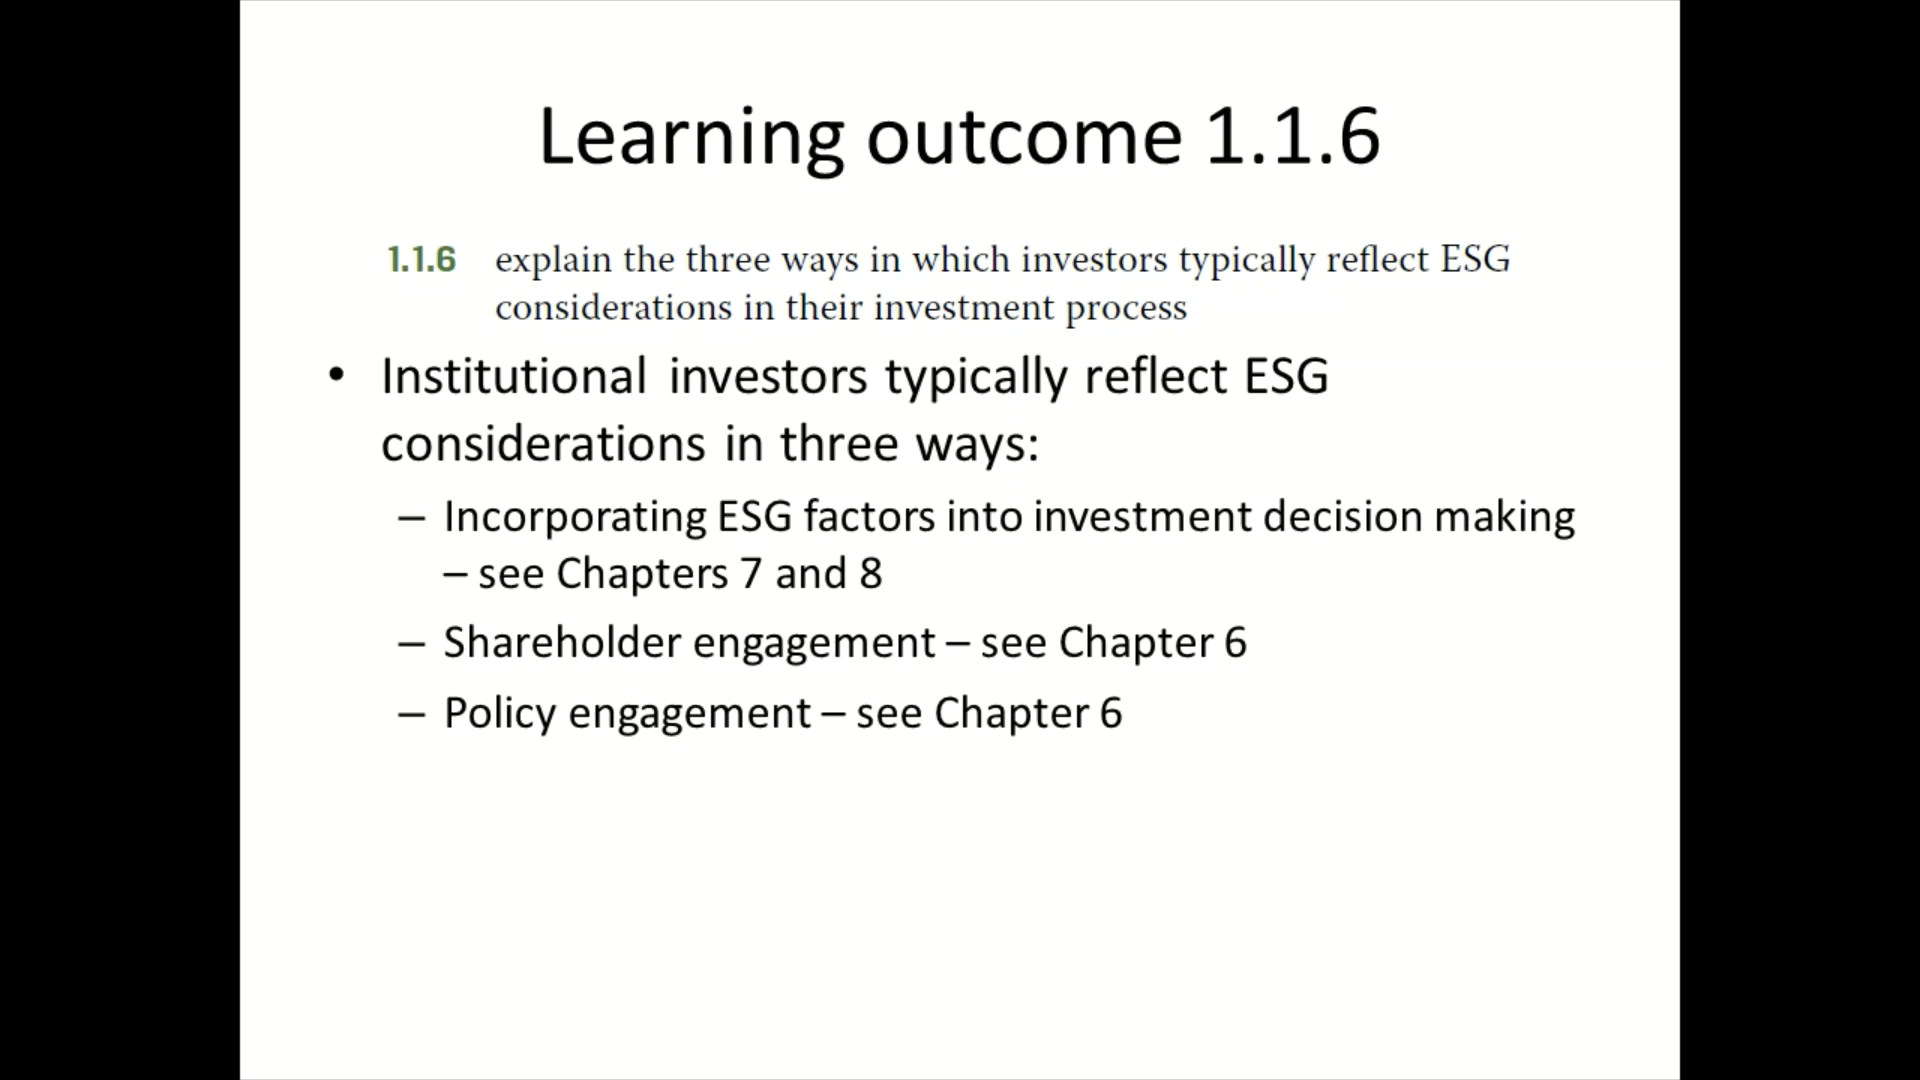 Learning outcome 1.1.6
1.1.6 explain the three ways in which investors typically reflect ESG
considerations in their investment process
• Institutional investors typically reflect ESG
considerations in three ways:
– Incorporating ESG factors into investment decision making
– see Chapters 7 and 8
– Shareholder engagement – see Chapter 6
– Policy engagement – see Chapter 6